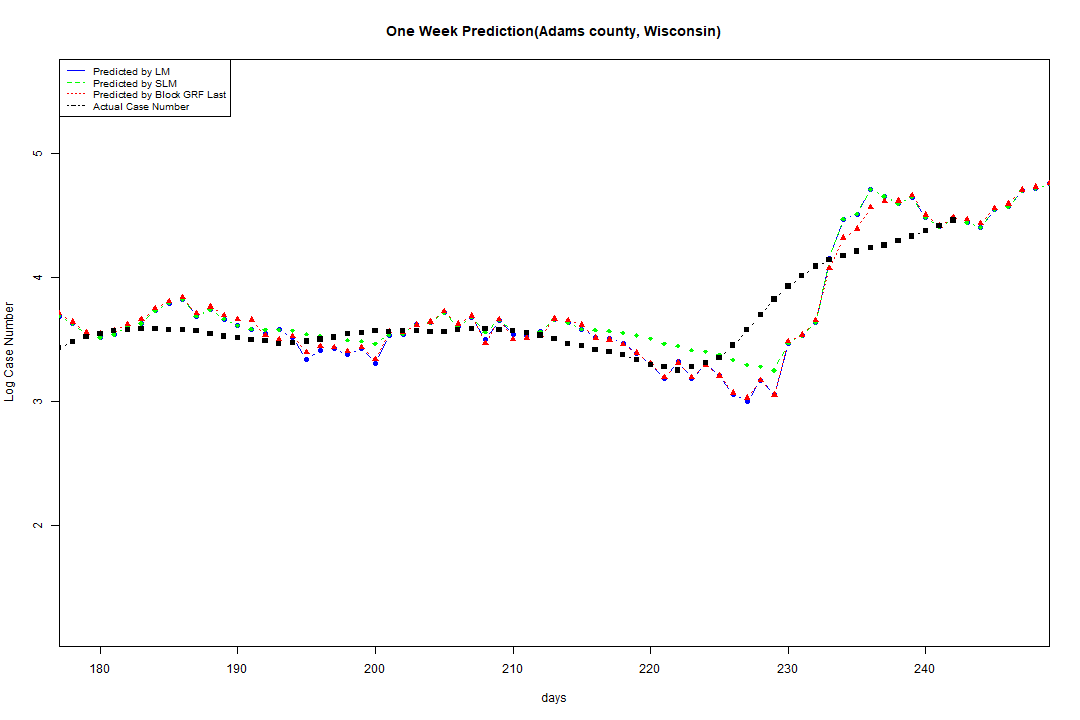 One Week Prediction(Adams county, Wisconsin)
Predicted by LM
Predicted by SLM
Predicted by Block GRF Last
Actual Case Number
5
4
3
2
Log Case Number
180 190 200 210 220 230 240
days